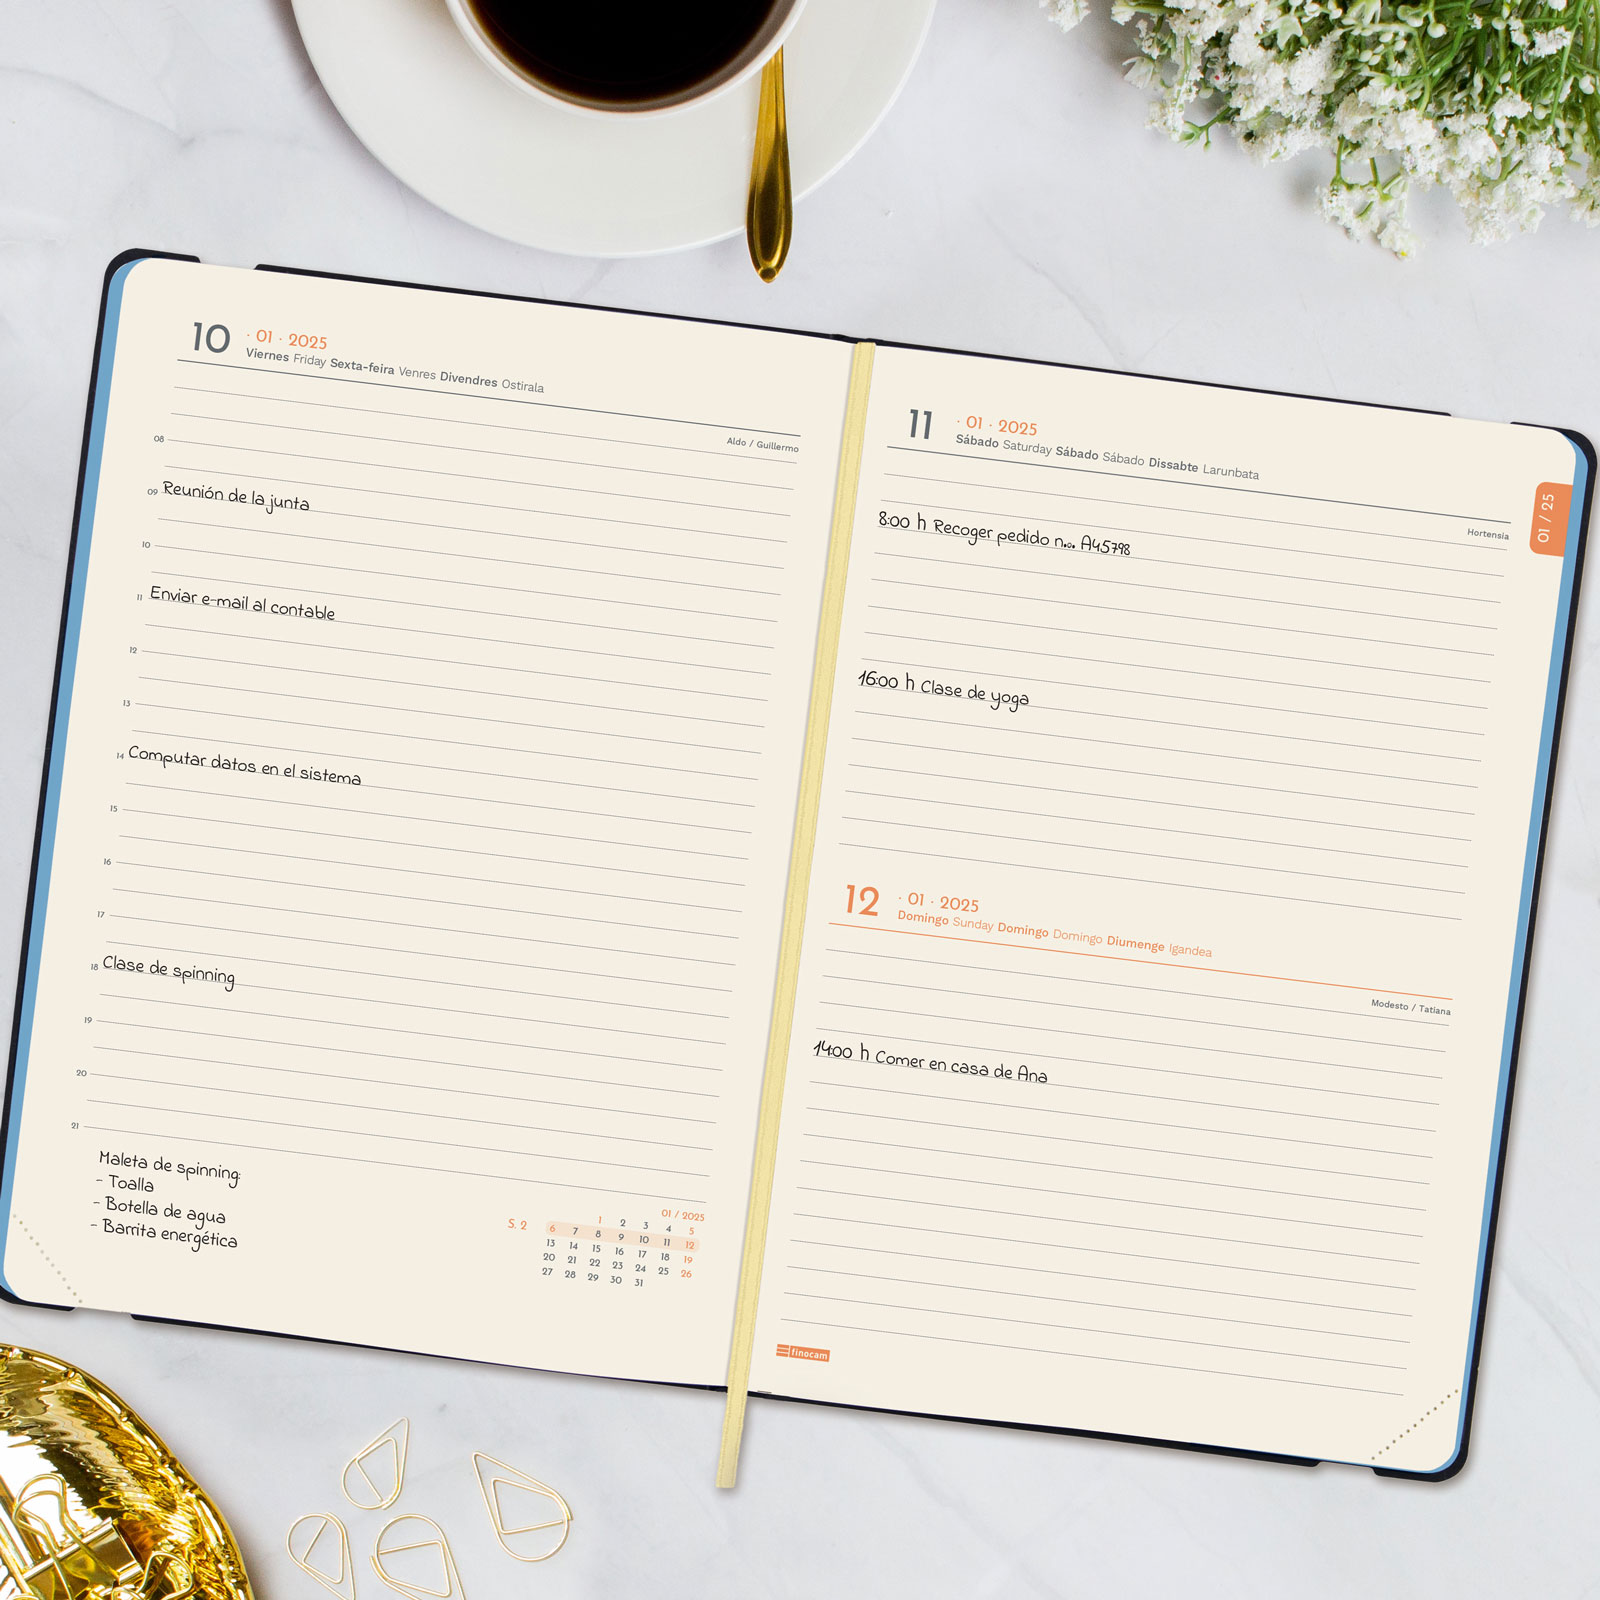 10 · 01 · 2025
Viernes Friday Sexta-feira Venres Divendres Ostirala
Aldo / Guillermo
08
09 Reunión de la junta
10
11 Enviar e-mail al contable
12
13
14 Computar datos en el sistema
15
16
17
18 Clase de spinning
19
20
21
Maleta de spinning:
- Toalla
- Botella de agua
- Barrita energética
01 / 2025
1 2 3 4 5
S. 2 6 7 8 9 10 11 12
13 14 15 16 17 18 19
20 21 22 23 24 25 26
27 28 29 30 31
11 · 01 · 2025
Sábado Saturday Sábado Sábado Dissabte Larunbata
Hortensia
01 / 25
8:00 h Recoger pedido n.º. A45798
16:00 h Clase de yoga
12 · 01 · 2025
Domingo Sunday Domingo Domingo Diumenge Igandea
Modesto / Tatiana
14:00 h Comer en casa de Ana
finocam